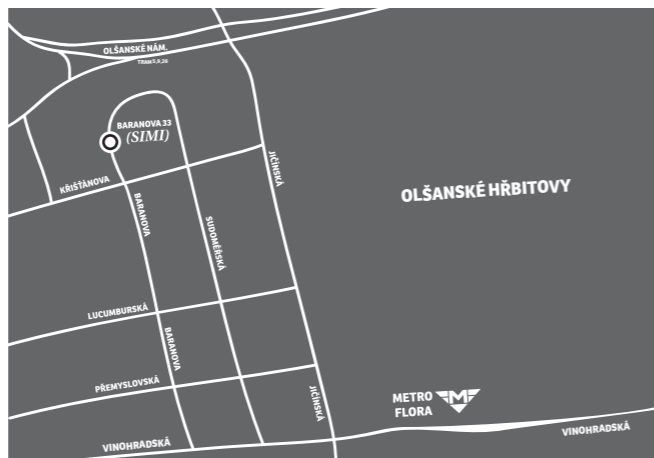 OLŠANSKÉ NÁM.
TRAM 5,9,26
BARANOVA 33
(SIMI)
KŘIŠŤANOVA
JIČÍNSKÁ
BARANOVA
SUDOMĚŘSKÁ
OLŠANSKÉ HŘBITOVY
LUCUMBURSKÁ
BARANOVA
PŘEMYSLOVSKÁ
JIČÍNSKÁ
METRO
FLORA
M
VINOHRADSKÁ
VINOHRADSKÁ